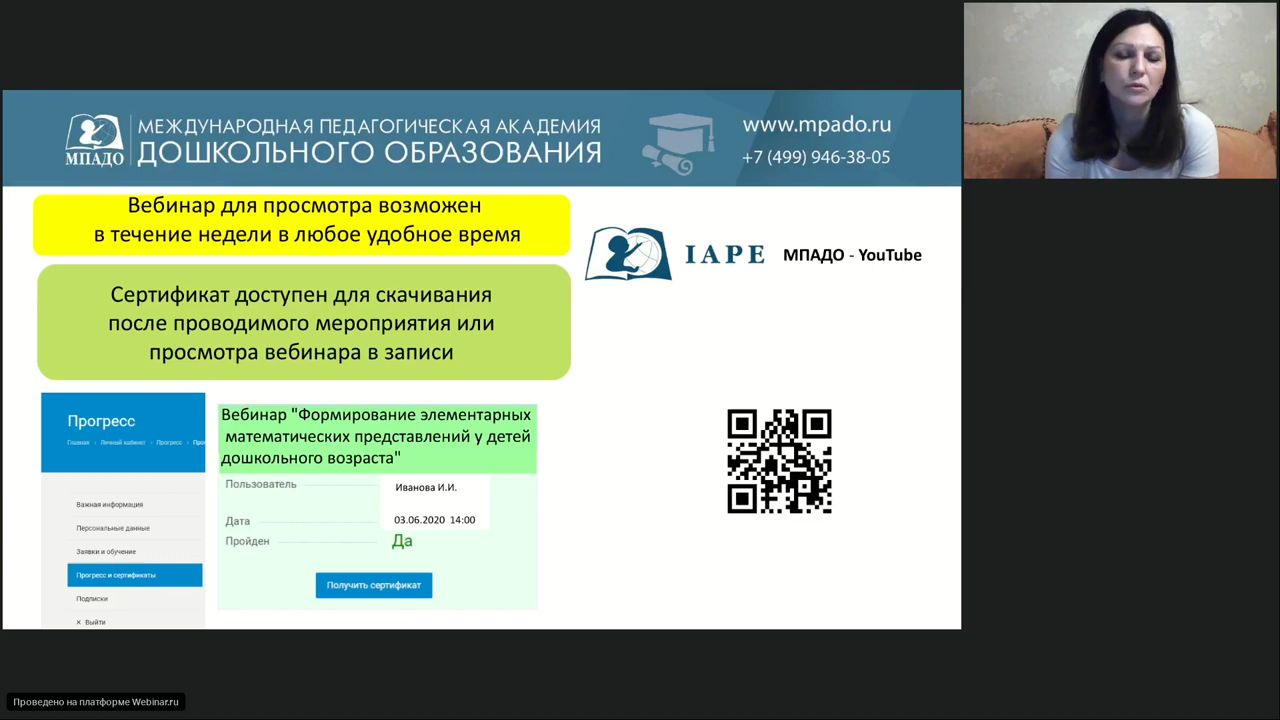 МПАДО
МЕЖДУНАРОДНАЯ ПЕДАГОГИЧЕСКАЯ АКАДЕМИЯ
ДОШКОЛЬНОГО ОБРАЗОВАНИЯ
www.mpado.ru
+7 (499) 946-38-05
Вебинар для просмотра возможен
в течение недели в любое удобное время
IAPE
МПАДО - YouTube
Сертификат доступен для скачивания
после проводимого мероприятия или
просмотра вебинара в записи
Прогресс
Главная › Личный кабинет › Прогресс ›
Важная информация
Персональные данные
Заявки и обучение
Прогресс и сертификаты
Подписки
× Выйти
Вебинар "Формирование элементарных
математических представлений у детей
дошкольного возраста"
Пользователь Иванова И.И.
Дата 03.06.2020 14:00
Пройден Да
Получить сертификат
Проведено на платформе Webinar.ru